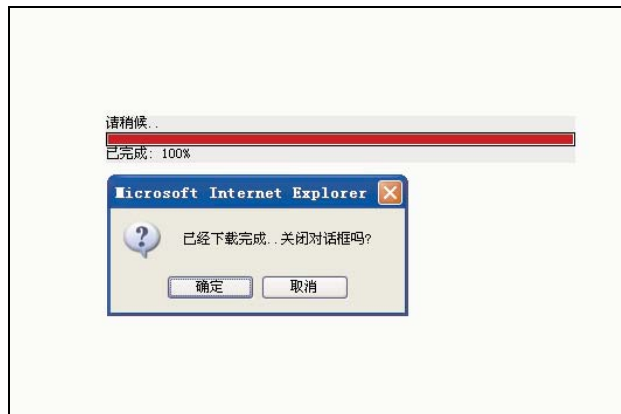 请稍候..
已完成: 100%
Microsoft Internet Explorer
已经下载完成..关闭对话框吗?
确定
取消